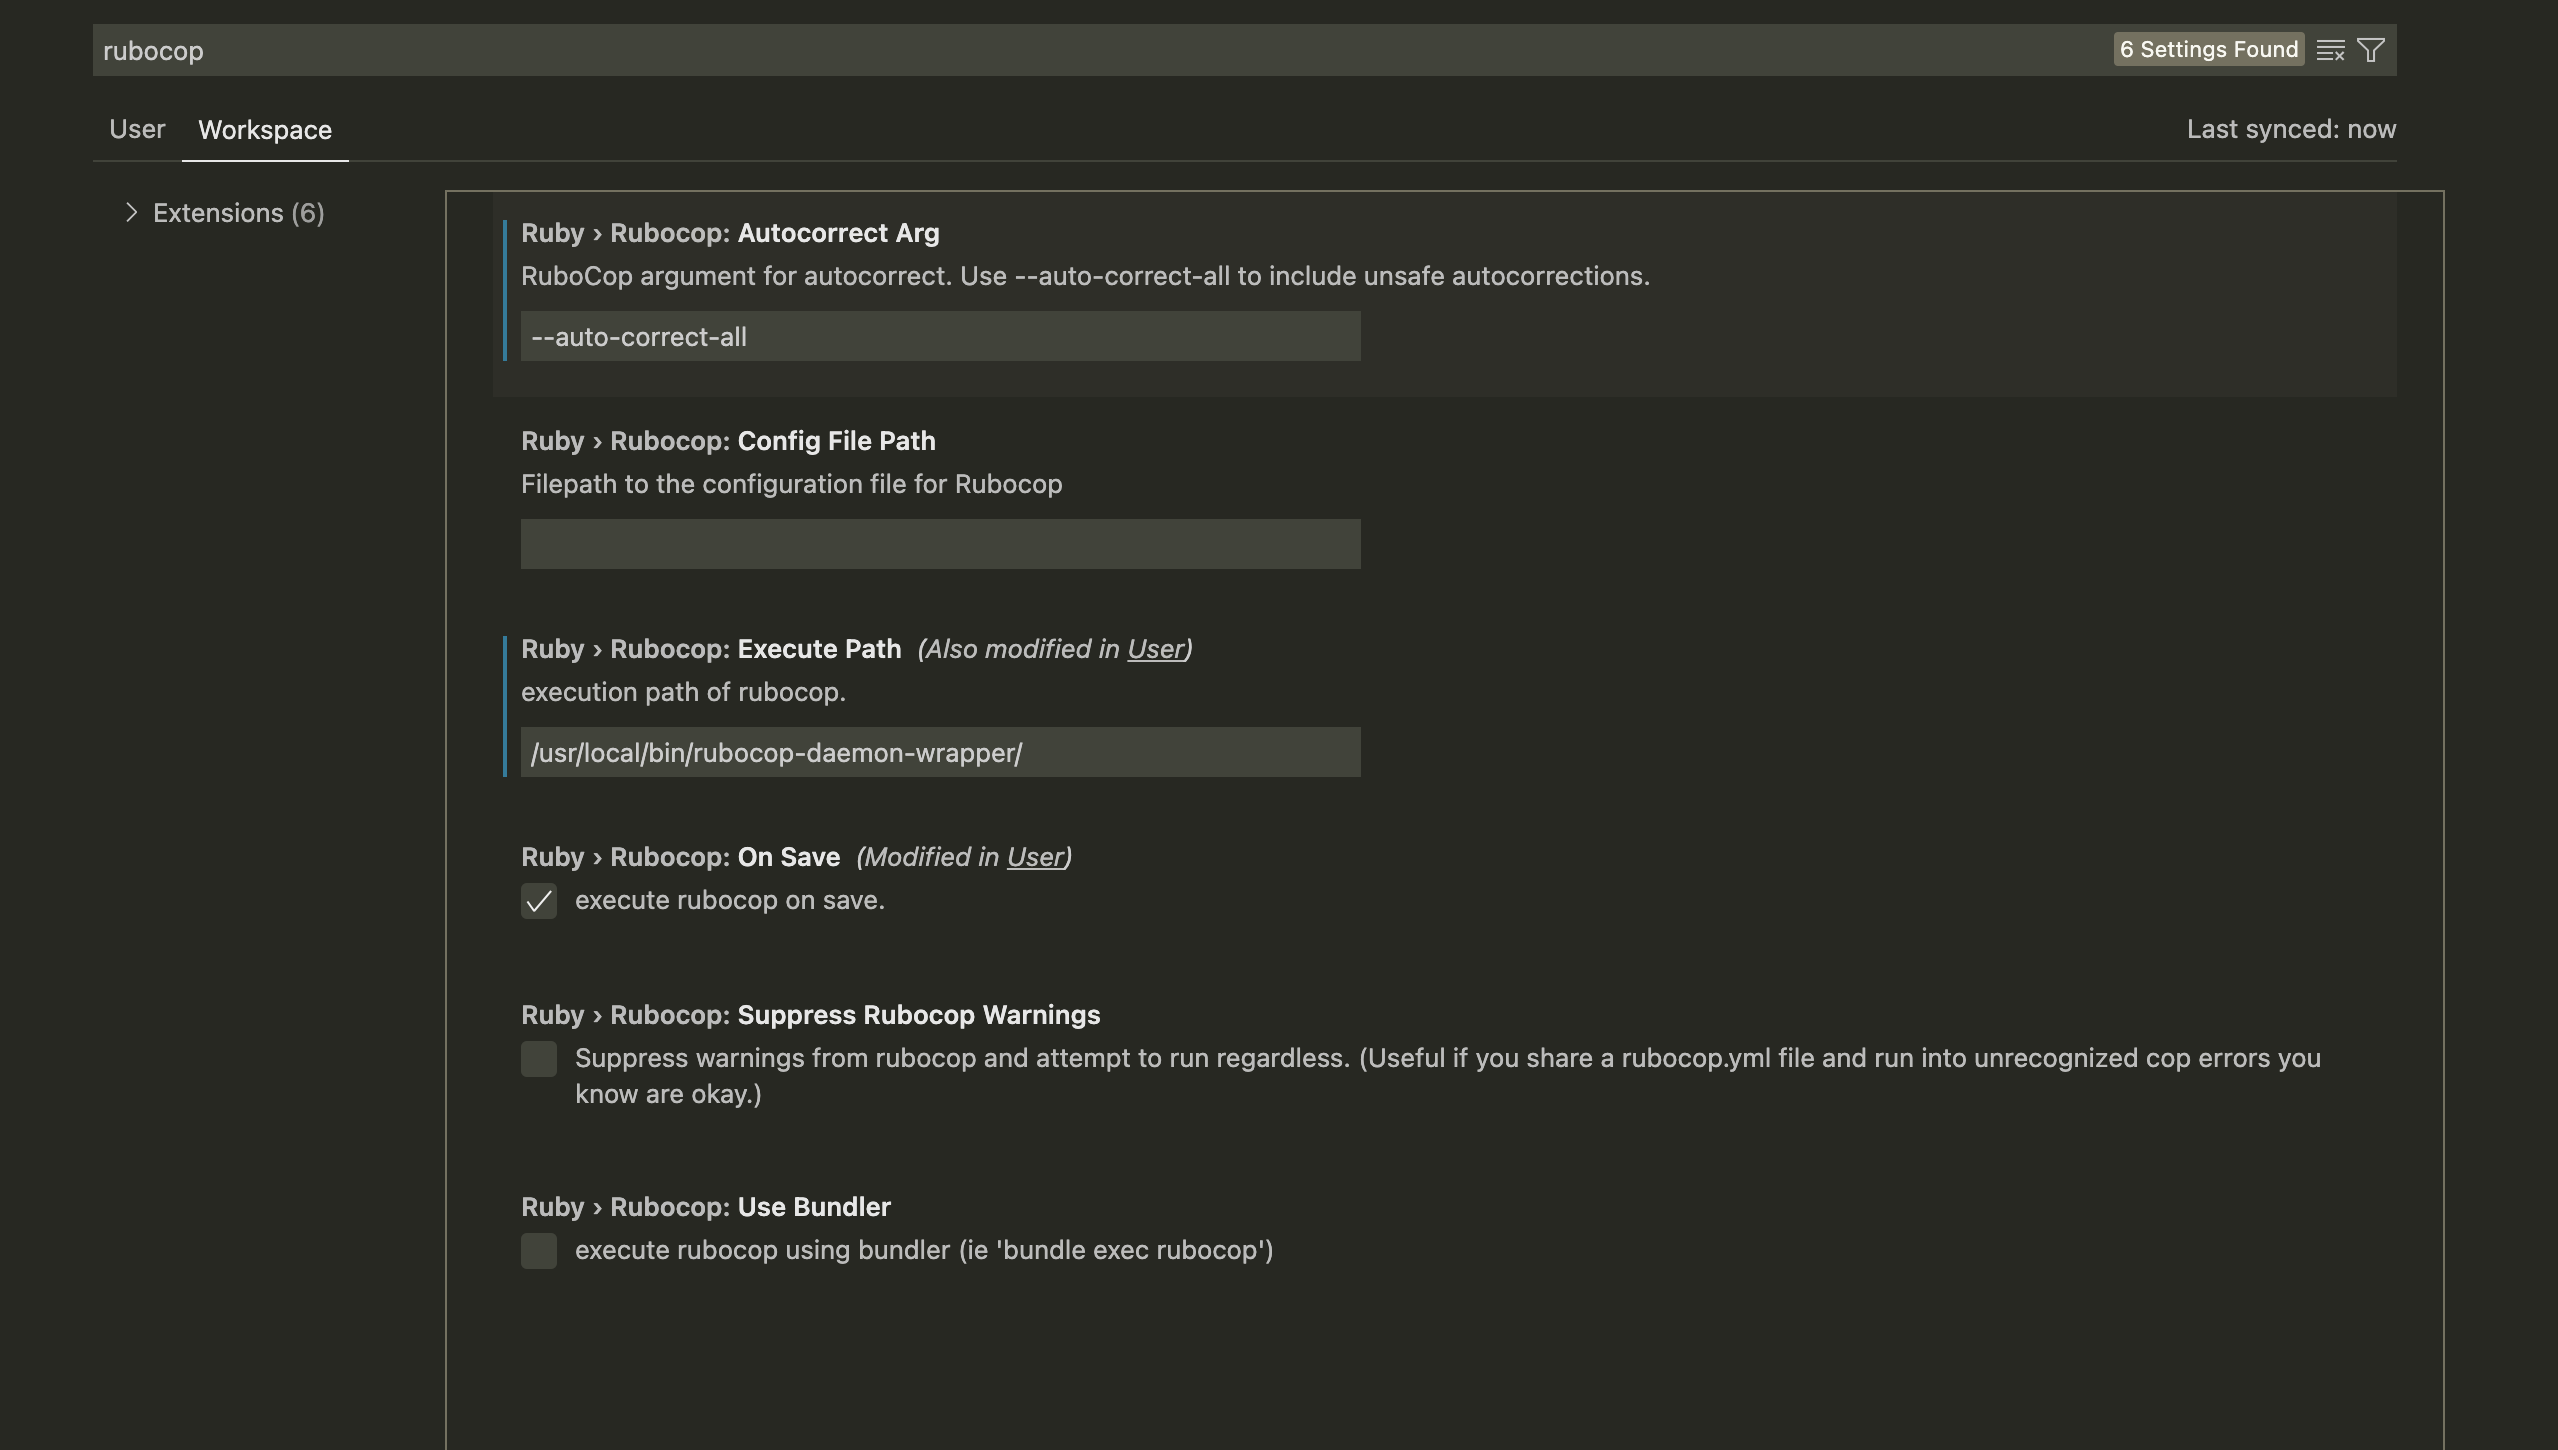 rubocop
6 Settings Found
User
Workspace
Last synced: now
Extensions (6)
Ruby › Rubocop: Autocorrect Arg
RuboCop argument for autocorrect. Use --auto-correct-all to include unsafe autocorrections.
--auto-correct-all
Ruby › Rubocop: Config File Path
Filepath to the configuration file for Rubocop
Ruby › Rubocop: Execute Path (Also modified in User)
execution path of rubocop.
/usr/local/bin/rubocop-daemon-wrapper/
Ruby › Rubocop: On Save (Modified in User)
execute rubocop on save.
Ruby › Rubocop: Suppress Rubocop Warnings
Suppress warnings from rubocop and attempt to run regardless. (Useful if you share a rubocop.yml file and run into unrecognized cop errors you
know are okay.)
Ruby › Rubocop: Use Bundler
execute rubocop using bundler (ie 'bundle exec rubocop')